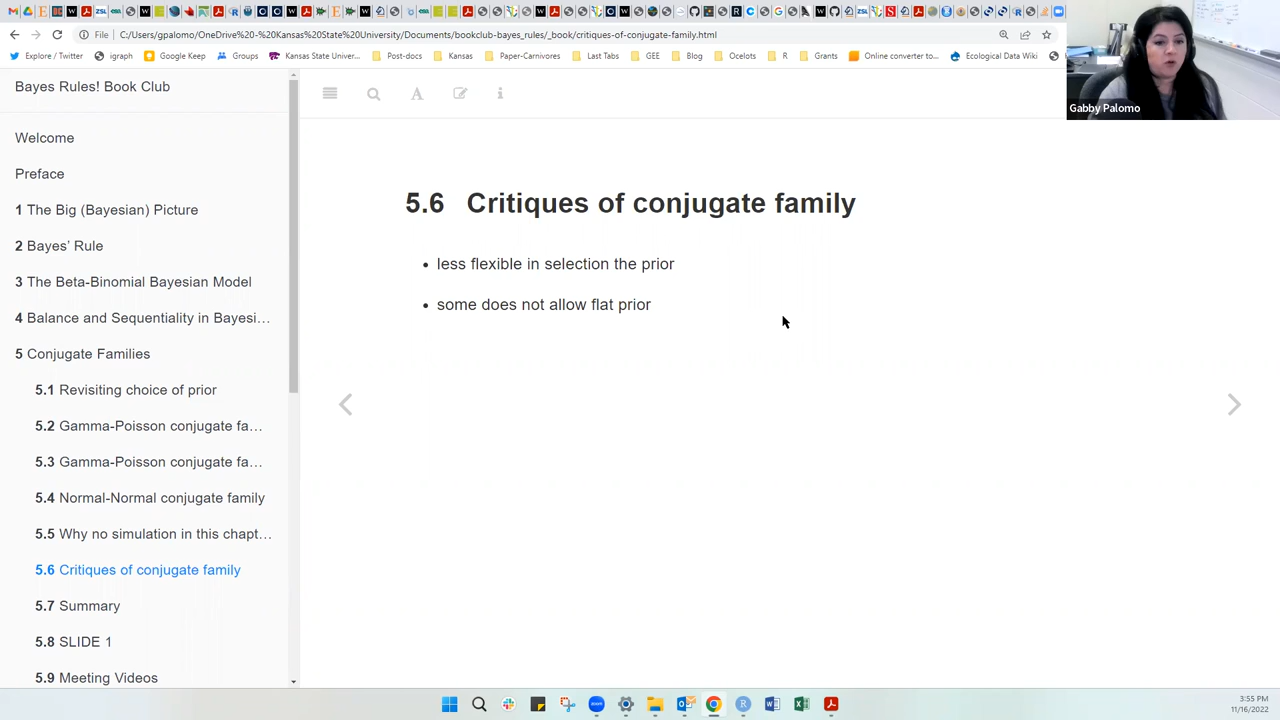 File
C:/Users/gpalomo/OneDrive%20-%20Kansas%20State%20University/Documents/bookclub-bayes_rules/_book/critiques-of-conjugate-family.html
Explore / Twitter
igraph
Google Keep
Groups
Kansas State Univer...
Post-docs
Kansas
Paper-Carnivores
Last Tabs
GEE
Blog
Ocelots
R
Grants
Online converter to...
Ecological Data Wiki
Gabby Palomo
Bayes Rules! Book Club
Welcome
Preface
1 The Big (Bayesian) Picture
2 Bayes' Rule
3 The Beta-Binomial Bayesian Model
4 Balance and Sequentiality in Bayesi...
5 Conjugate Families
5.1 Revisiting choice of prior
5.2 Gamma-Poisson conjugate fa...
5.3 Gamma-Poisson conjugate fa...
5.4 Normal-Normal conjugate family
5.5 Why no simulation in this chapt...
5.6 Critiques of conjugate family
5.7 Summary
5.8 SLIDE 1
5.9 Meeting Videos
5.6 Critiques of conjugate family
• less flexible in selection the prior
• some does not allow flat prior
3:55 PM
11/16/2022